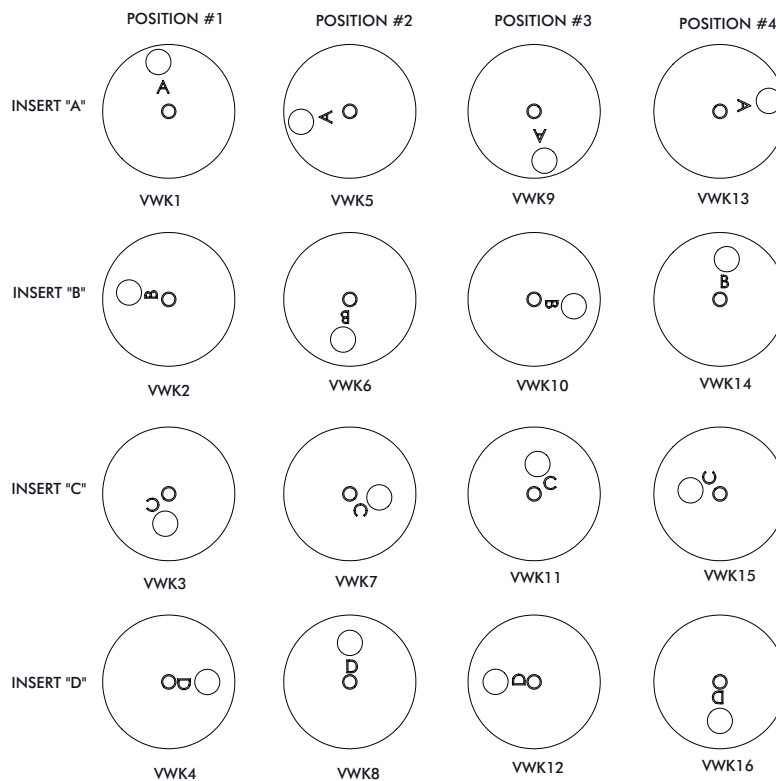 POSITION #1 POSITION #2 POSITION #3 POSITION #4
INSERT "A" A A A A
VWK1 VWK5 VWK9 VWK13
INSERT "B" B B B B
VWK2 VWK6 VWK10 VWK14
INSERT "C" C C C C
VWK3 VWK7 VWK11 VWK15
INSERT "D" D D D D
VWK4 VWK8 VWK12 VWK16